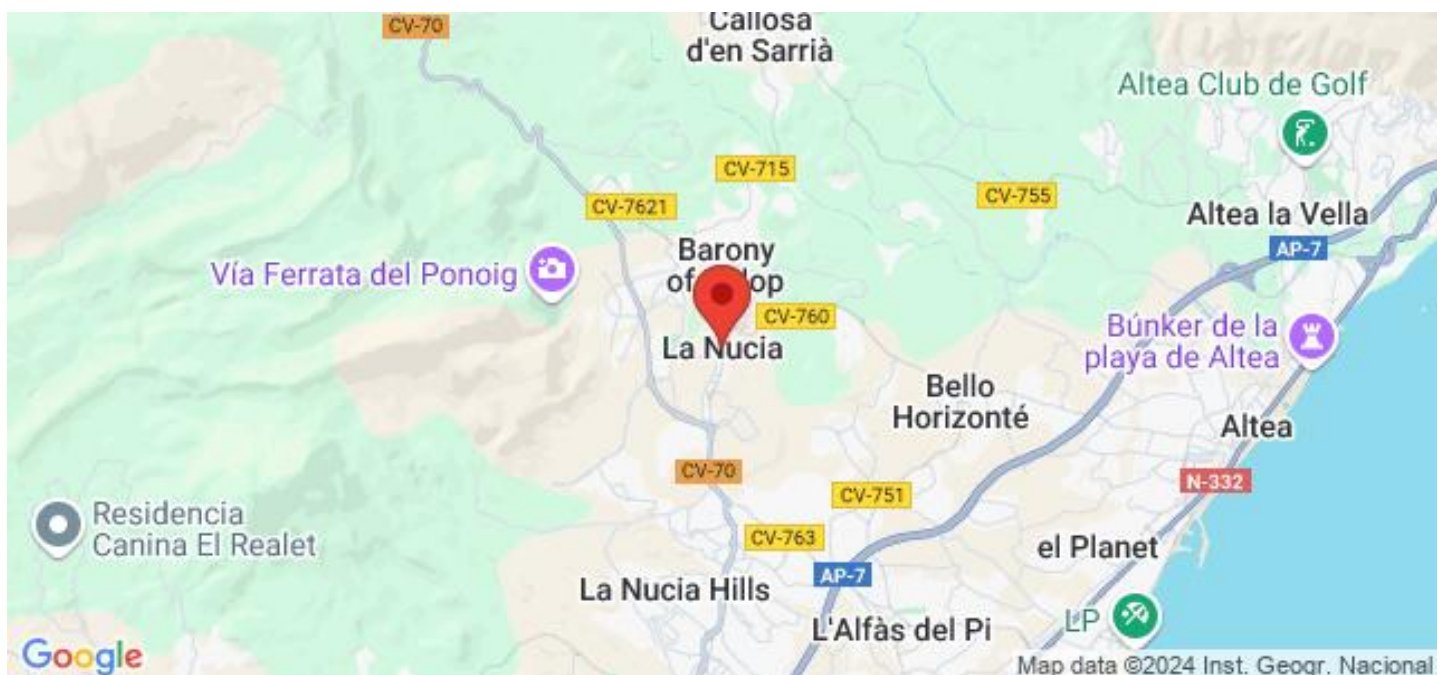 CV-70
Callosa
d'en Sarrià
Altea Club de Golf
CV-715
CV-755
CV-7621
Altea la Vella
Barony
AP-7
Vía Ferrata del Ponoig
CV-760
Búnker de la
playa de Altea
La Nucia
Bello
Horizonté
Altea
CV-70
N-332
CV-751
Residencia
Canina El Realet
CV-763
el Planet
AP-7
La Nucia Hills
L'Alfàs del Pi
LP
Google
Map data ©2024 Inst. Geogr. Nacional